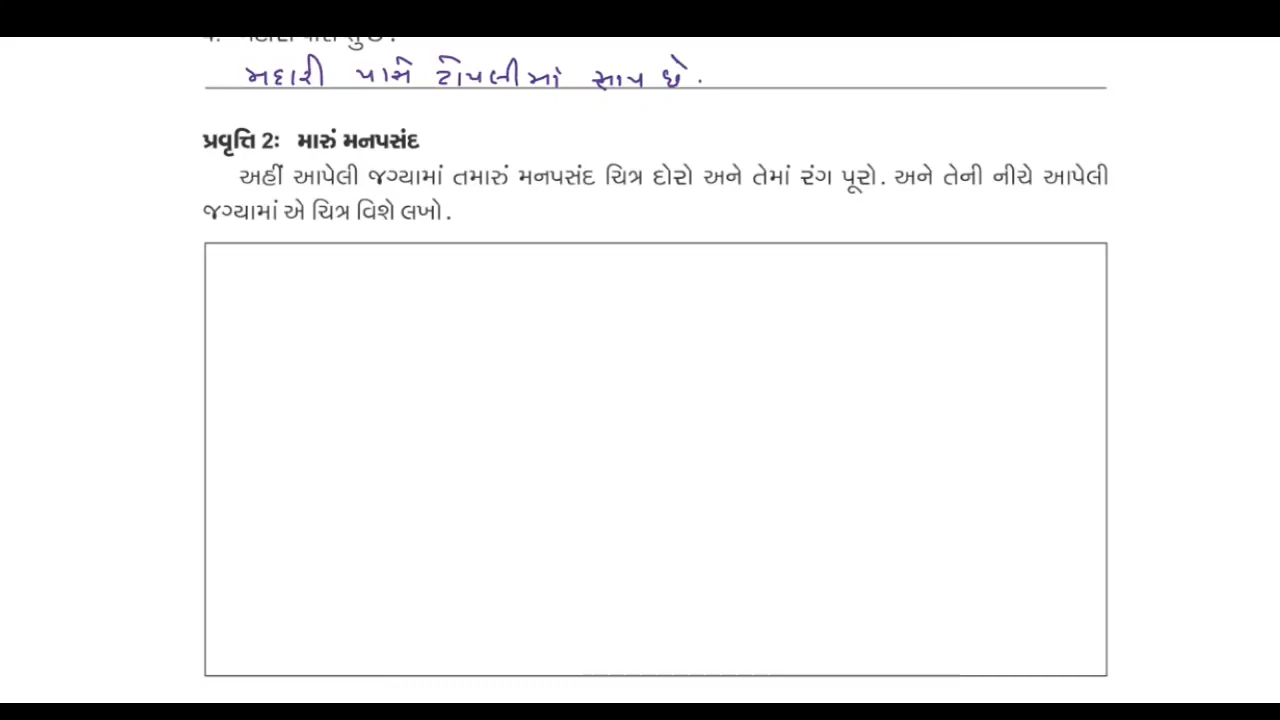 મદારી પાસે ટોપલીમાં સાપ છે.
પ્રવૃત્તિ 2: મારું મનપસંદ
અહીં આપેલી જગ્યામાં તમારું મનપસંદ ચિત્ર દોરો અને તેમાં રંગ પૂરો. અને તેની નીચે આપેલી
જગ્યામાં એ ચિત્ર વિશે લખો.